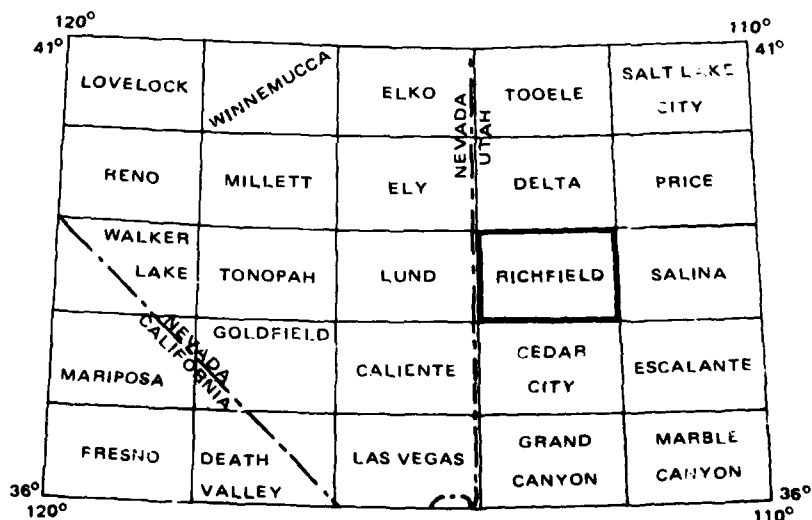 120°
110°
41°
41°
LOVELOCK
WINNEMUCCA
ELKO
TOOELE
SALT LAKE
CITY
NEVADA
UTAH
RENO
MILLETT
ELY
DELTA
PRICE
WALKER
LAKE
TONOPAH
LUND
RICHFIELD
SALINA
NEVADA
CALIFORNIA
GOLDFIELD
MARIPOSA
CALIENTE
CEDAR
CITY
ESCALANTE
FRESNO
DEATH
VALLEY
LAS VEGAS
GRAND
CANYON
MARBLE
CANYON
36°
36°
120°
110°